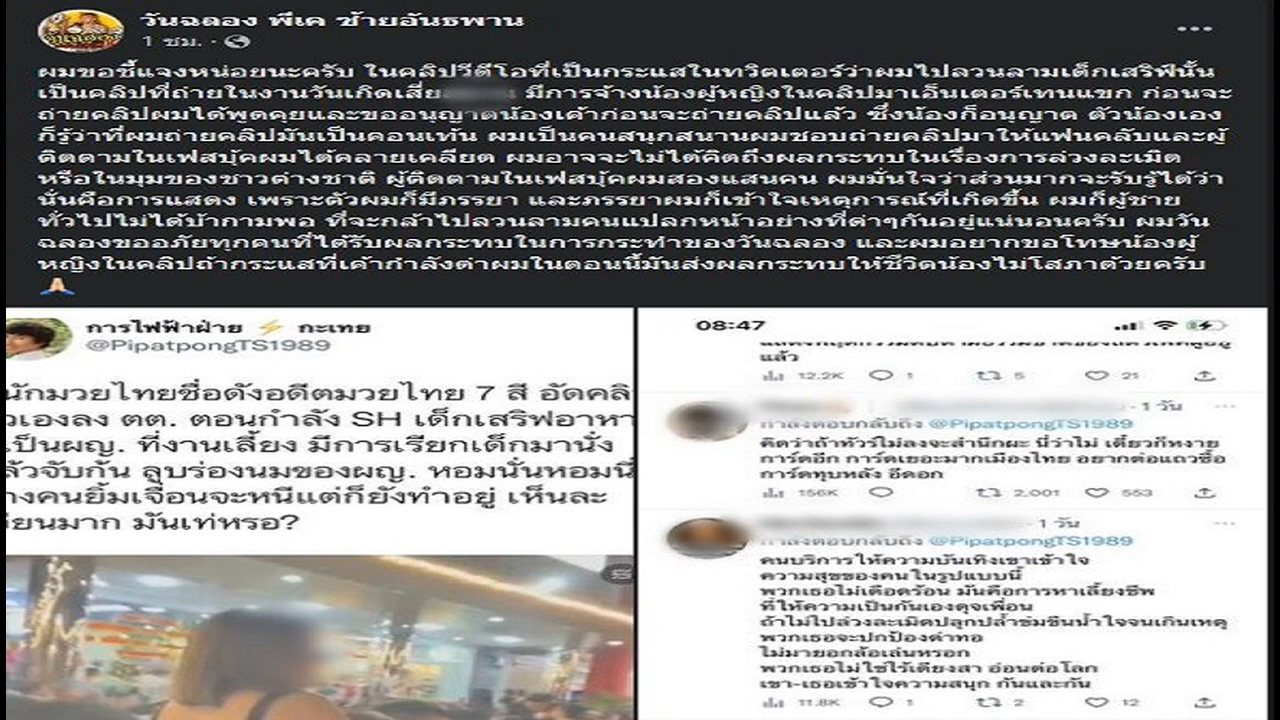 วันฉลอง พีเค ซ้ายอันธพาน
1 ชม. ·
ผมขอชี้แจงหน่อยนะครับ ในคลิปวีดีโอที่เป็นกระแสในทวิตเตอร์ว่าผมไปลวนลามเด็กเสริฟนั้น
เป็นคลิปที่ถ่ายในงานวันเกิดเสี่ย มีการจ้างน้องผู้หญิงในคลิปมาเอ็นเตอร์เทนแขก ก่อนจะ
ถ่ายคลิปผมได้พูดคุยและขออนุญาตน้องเค้าก่อนจะถ่ายคลิปแล้ว ซึ่งน้องก็อนุญาต ตัวน้องเอง
ก็รู้ว่าที่ผมถ่ายคลิปมันเป็นคอนเท้น ผมเป็นคนสนุกสนานผมชอบถ่ายคลิปมาให้แฟนคลับและผู้
ติดตามในเฟสบุ้คผมได้คลายเคลียด ผมอาจจะไม่ได้คิดถึงผลกระทบในเรื่องการล่วงละเมิด
หรือในมุมของชาวต่างชาติ ผู้ติดตามในเฟสบุ้คผมสองแสนคน ผมมั่นใจว่าส่วนมากจะรับรู้ได้ว่า
นั่นคือการแสดง เพราะตัวผมก็มีภรรยา และภรรยาผมก็เข้าใจเหตุการณ์ที่เกิดขึ้น ผมก็ผู้ชาย
ทั่วไปไม่ได้บ้ากามพอ ที่จะกล้าไปลวนลามคนแปลกหน้าอย่างที่ด่าๆกันอยู่แน่นอนครับ ผมวัน
ฉลองขออภัยทุกคนที่ได้รับผลกระทบในการกระทำของวันฉลอง และผมอยากขอโทษน้องผู้
หญิงในคลิปถ้ากระแสที่เค้ากำลังด่าผมในตอนนี้มันส่งผลกระทบให้ชีวิตน้องไม่โสภาด้วยครับ
🙏🏻
การไฟฟ้าฝ่าย ⚡ กะเทย
@PipatpongTS1989
นักมวยไทยชื่อดังอดีตมวยไทย 7 สี อัดคลิ
วเองลง ตต. ตอนกำลัง SH เด็กเสริฟอาหา
เป็นผญ. ที่งานเลี้ยง มีการเรียกเด็กมานั่ง
ล้วจับกัน ลูบร่องนมของผญ. หอมนั่นหอมนี่
างคนยิ้มเจื่อนจะหนีแต่ก็ยังทำอยู่ เห็นละ
ยนมาก มันเท่หรอ?
08:47
แล้ว
12.2K 1 5 21
· 1 วัน
กำลังตอบกลับถึง @PipatpongTS1989
คิดว่าถ้าทัวร์ไม่ลงจะสำนึกผะ นี่ว่าไม่ เดี๋ยวก็หงาย
การ์ดอีก การ์ดเยอะมากเมืองไทย อยากต่อแถวซื้อ
การ์ดทุบหลัง อีดอก
156K 2,001 553
· 1 วัน
กำลังตอบกลับถึง @PipatpongTS1989
คนบริการให้ความบันเทิงเขาเข้าใจ
ความสุขของคนในรูปแบบนี้
พวกเธอไม่เดือดร้อน มันคือการหาเลี้ยงชีพ
ที่ให้ความเป็นกันเองดุจเพื่อน
ถ้าไม่ไปล่วงละเมิดปลุกปล้ำข่มขืนน้ำใจจนเกินเหตุ
พวกเธอจะปกป้องด่าทอ
ไม่มายอกล้อเล่นหรอก
พวกเธอไม่ใช่ไร้เดียงสา อ่อนต่อโลก
เขา-เธอเข้าใจความสนุก กันและกัน
11.8K 1 2 12